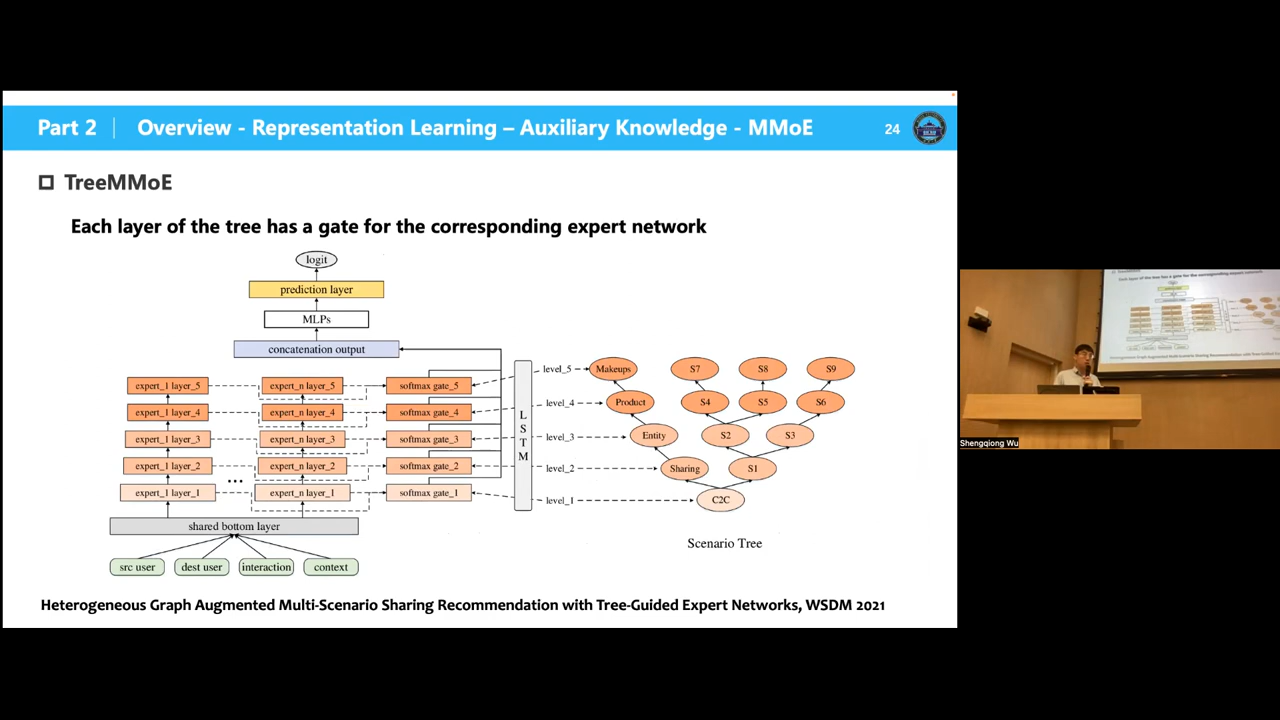 Part 2 | Overview - Representation Learning – Auxiliary Knowledge - MMoE 24
TreeMMoE
Each layer of the tree has a gate for the corresponding expert network
logit
prediction layer
MLPs
concatenation output
expert_1 layer_5 expert_n layer_5 softmax gate_5
expert_1 layer_4 expert_n layer_4 softmax gate_4
expert_1 layer_3 expert_n layer_3 softmax gate_3
expert_1 layer_2 expert_n layer_2 softmax gate_2
...
expert_1 layer_1 expert_n layer_1 softmax gate_1
shared bottom layer
src user dest user interaction context
LSTM
level_5 Makeups S7 S8 S9
level_4 Product S4 S5 S6
level_3 Entity S2 S3
level_2 Sharing S1
level_1 C2C
Scenario Tree
Heterogeneous Graph Augmented Multi-Scenario Sharing Recommendation with Tree-Guided Expert Networks, WSDM 2021
Shengqiong Wu